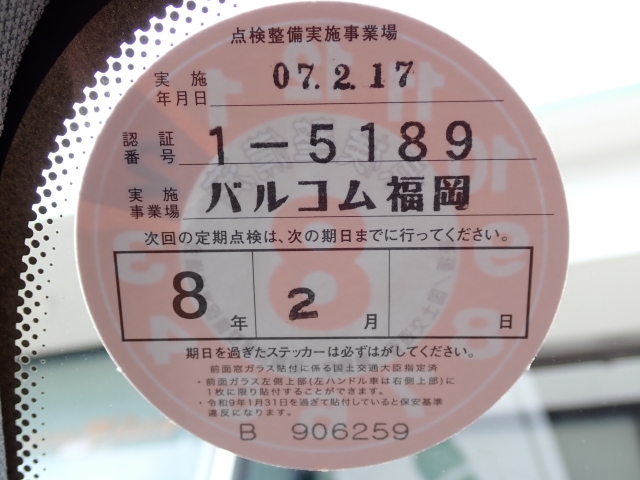 点検整備実施事業場
実施年月日 07.2.17
認証番号 1-5189
実施事業場 バルコム福岡
次回の定期点検は、次の期日までに行ってください。
8年 2月 日
期日を過ぎたステッカーは必ずはがしてください。
前面窓ガラス貼付に係る国土交通大臣指定済
・前面ガラス左側上部(左ハンドル車は右側上部)に
1枚に限り貼付することができます。
・令和9年1月31日を過ぎて貼付していると保安基準
違反になります。
B 906259